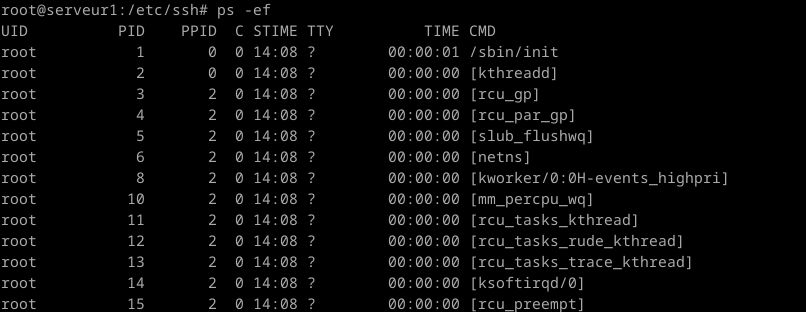 root@serveur1:/etc/ssh# ps -ef
UID          PID    PPID  C STIME TTY          TIME CMD
root           1       0  0 14:08 ?        00:00:01 /sbin/init
root           2       0  0 14:08 ?        00:00:00 [kthreadd]
root           3       2  0 14:08 ?        00:00:00 [rcu_gp]
root           4       2  0 14:08 ?        00:00:00 [rcu_par_gp]
root           5       2  0 14:08 ?        00:00:00 [slub_flushwq]
root           6       2  0 14:08 ?        00:00:00 [netns]
root           8       2  0 14:08 ?        00:00:00 [kworker/0:0H-events_highpri]
root          10       2  0 14:08 ?        00:00:00 [mm_percpu_wq]
root          11       2  0 14:08 ?        00:00:00 [rcu_tasks_kthread]
root          12       2  0 14:08 ?        00:00:00 [rcu_tasks_rude_kthread]
root          13       2  0 14:08 ?        00:00:00 [rcu_tasks_trace_kthread]
root          14       2  0 14:08 ?        00:00:00 [ksoftirqd/0]
root          15       2  0 14:08 ?        00:00:00 [rcu_preempt]